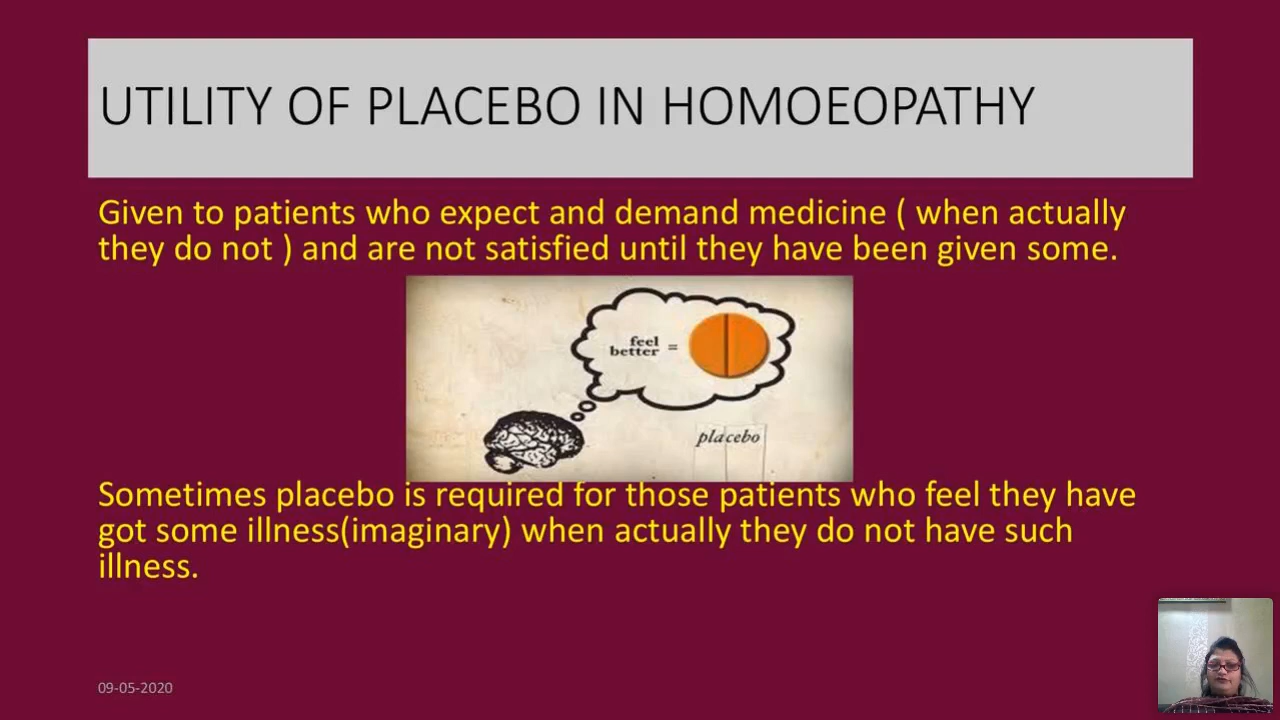 UTILITY OF PLACEBO IN HOMOEOPATHY
Given to patients who expect and demand medicine ( when actually
they do not ) and are not satisfied until they have been given some.
feel
better =
placebo
Sometimes placebo is required for those patients who feel they have
got some illness(imaginary) when actually they do not have such
illness.
09-05-2020